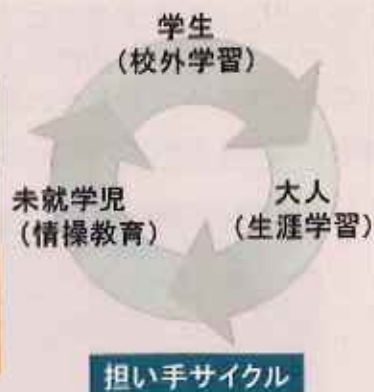 学生
(校外学習)
未就学児
(情操教育)
大人
(生涯学習)
担い手サイクル